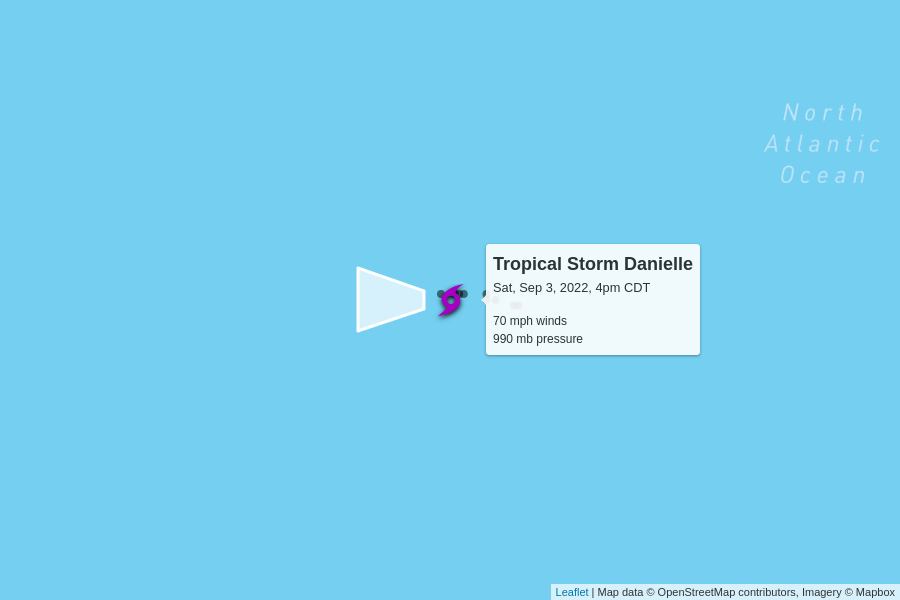 North
Atlantic
Ocean
Tropical Storm Danielle
Sat, Sep 3, 2022, 4pm CDT
70 mph winds
990 mb pressure
Leaflet | Map data © OpenStreetMap contributors, Imagery © Mapbox